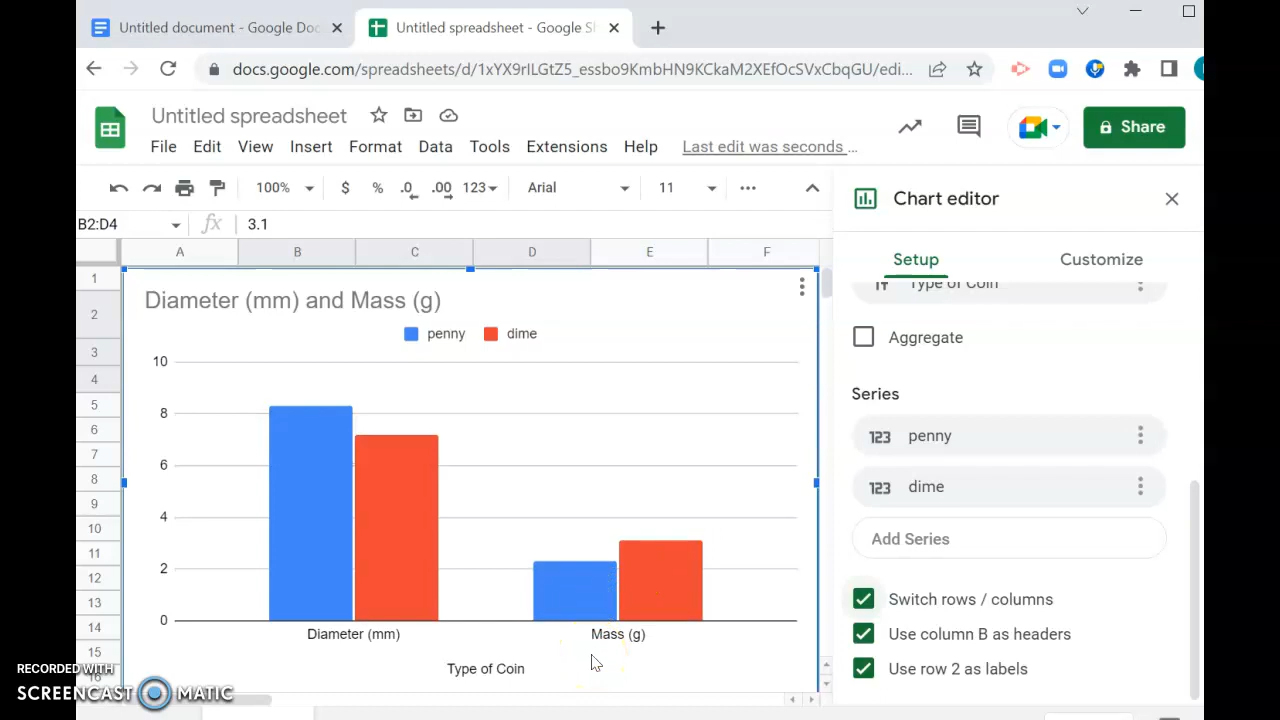 Untitled document - Google Doc
Untitled spreadsheet - Google Sh
docs.google.com/spreadsheets/d/1xYX9rILGtZ5_essbo9KmbHN9KCkaM2XEfOcSVxCbqGU/edi...
Untitled spreadsheet
File Edit View Insert Format Data Tools Extensions Help Last edit was seconds ...
Share
100% $ % .0 .00 123 Arial 11
B2:D4 fx 3.1
A B C D E F
1
2
3
4
5
6
7
8
9
10
11
12
13
14
15
16
Diameter (mm) and Mass (g)
penny dime
10
8
6
4
2
0
Diameter (mm) Mass (g)
Type of Coin
Chart editor
Setup Customize
Type of Coin
Aggregate
Series
123 penny
123 dime
Add Series
Switch rows / columns
Use column B as headers
Use row 2 as labels
RECORDED WITH
SCREENCAST MATIC